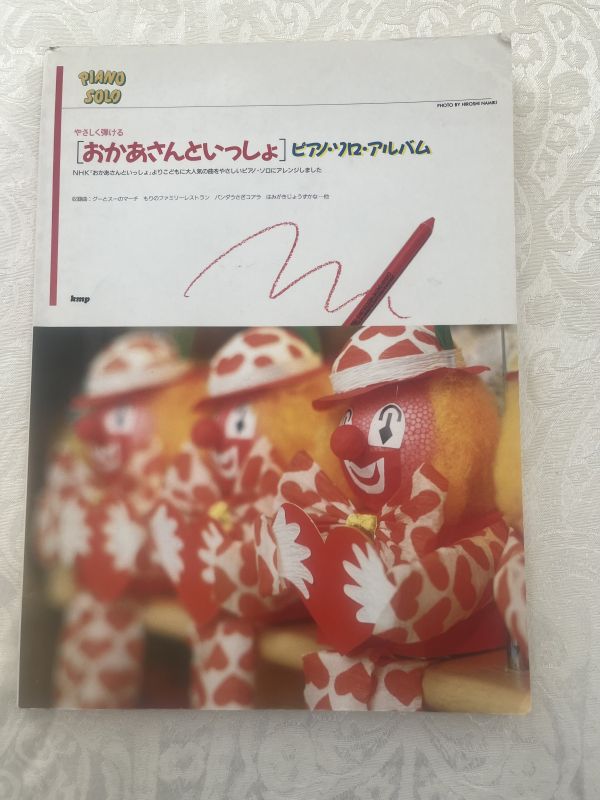 PIANO
SOLO
PHOTO BY HIROSHI NAMIKI
やさしく弾ける
[おかあさんといっしょ]ピアノ・ソロ・アルバム
NHK「おかあさんといっしょ」よりこどもに大人気の曲をやさしいピアノ・ソロにアレンジしました
収載曲：グーとスーのマーチ もりのファミリーレストラン パンダうさぎコアラ はみがきじょうずかな…他
kmp